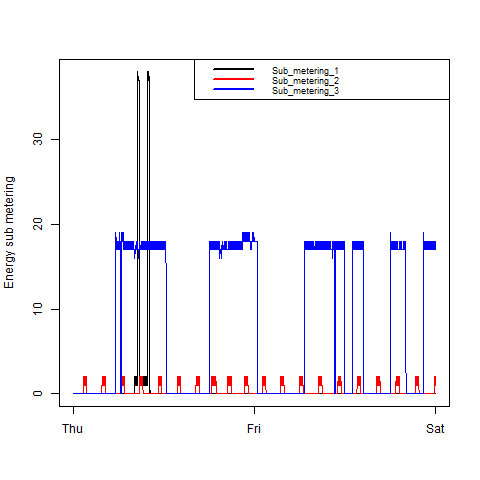 Sub_metering_1
Sub_metering_2
Sub_metering_3
Energy sub metering
30
20
10
0
Thu Fri Sat